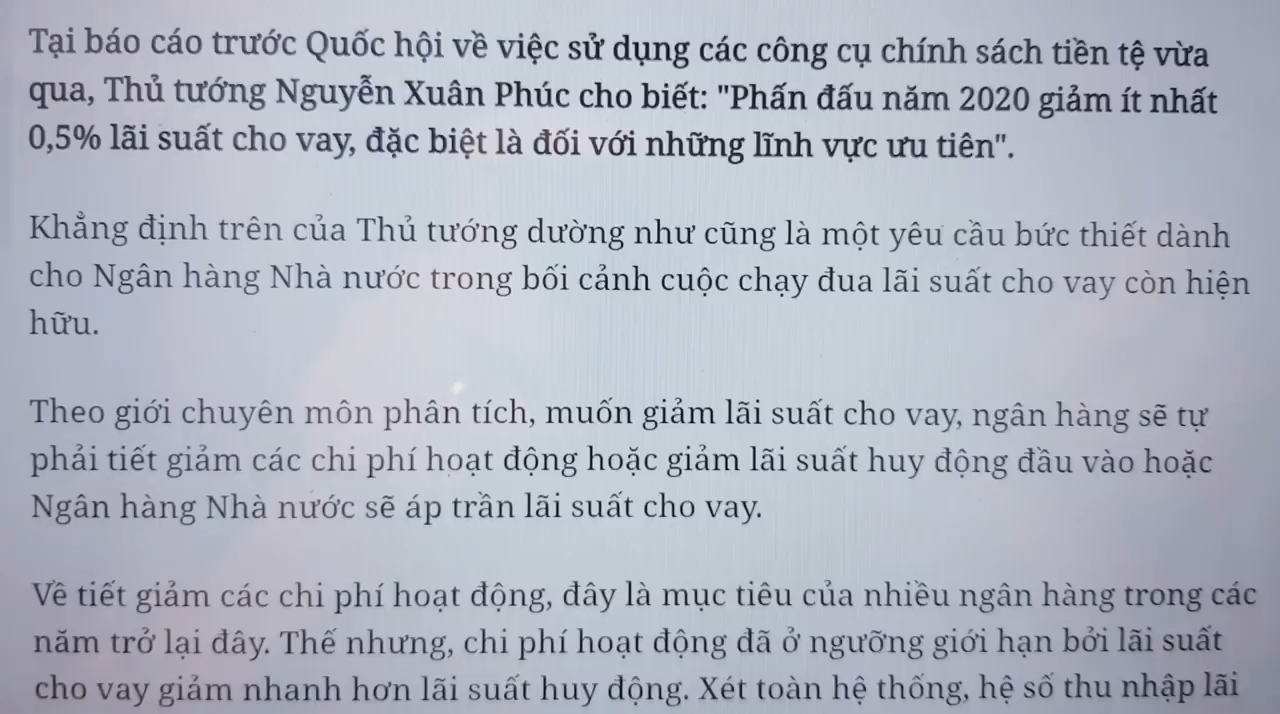 Tại báo cáo trước Quốc hội về việc sử dụng các công cụ chính sách tiền tệ vừa
qua, Thủ tướng Nguyễn Xuân Phúc cho biết: "Phấn đấu năm 2020 giảm ít nhất
0,5% lãi suất cho vay, đặc biệt là đối với những lĩnh vực ưu tiên".
Khẳng định trên của Thủ tướng dường như cũng là một yêu cầu bức thiết dành
cho Ngân hàng Nhà nước trong bối cảnh cuộc chạy đua lãi suất cho vay còn hiện
hữu.
Theo giới chuyên môn phân tích, muốn giảm lãi suất cho vay, ngân hàng sẽ tự
phải tiết giảm các chi phí hoạt động hoặc giảm lãi suất huy động đầu vào hoặc
Ngân hàng Nhà nước sẽ áp trần lãi suất cho vay.
Về tiết giảm các chi phí hoạt động, đây là mục tiêu của nhiều ngân hàng trong các
năm trở lại đây. Thế nhưng, chi phí hoạt động đã ở ngưỡng giới hạn bởi lãi suất
cho vay giảm nhanh hơn lãi suất huy động. Xét toàn hệ thống, hệ số thu nhập lãi